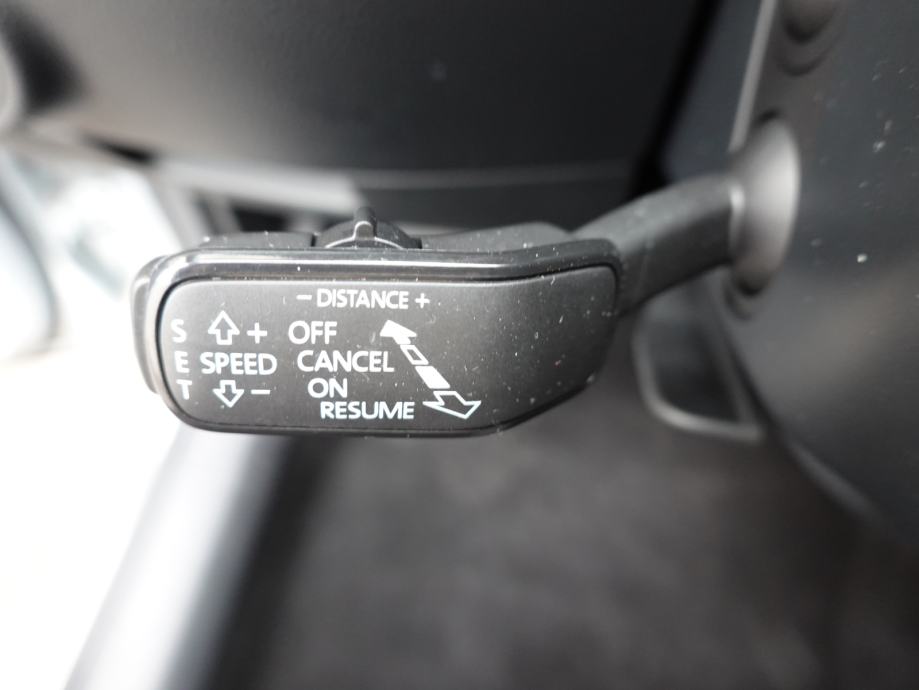 − DISTANCE +
S + OFF
E SPEED CANCEL
T − ON
RESUME